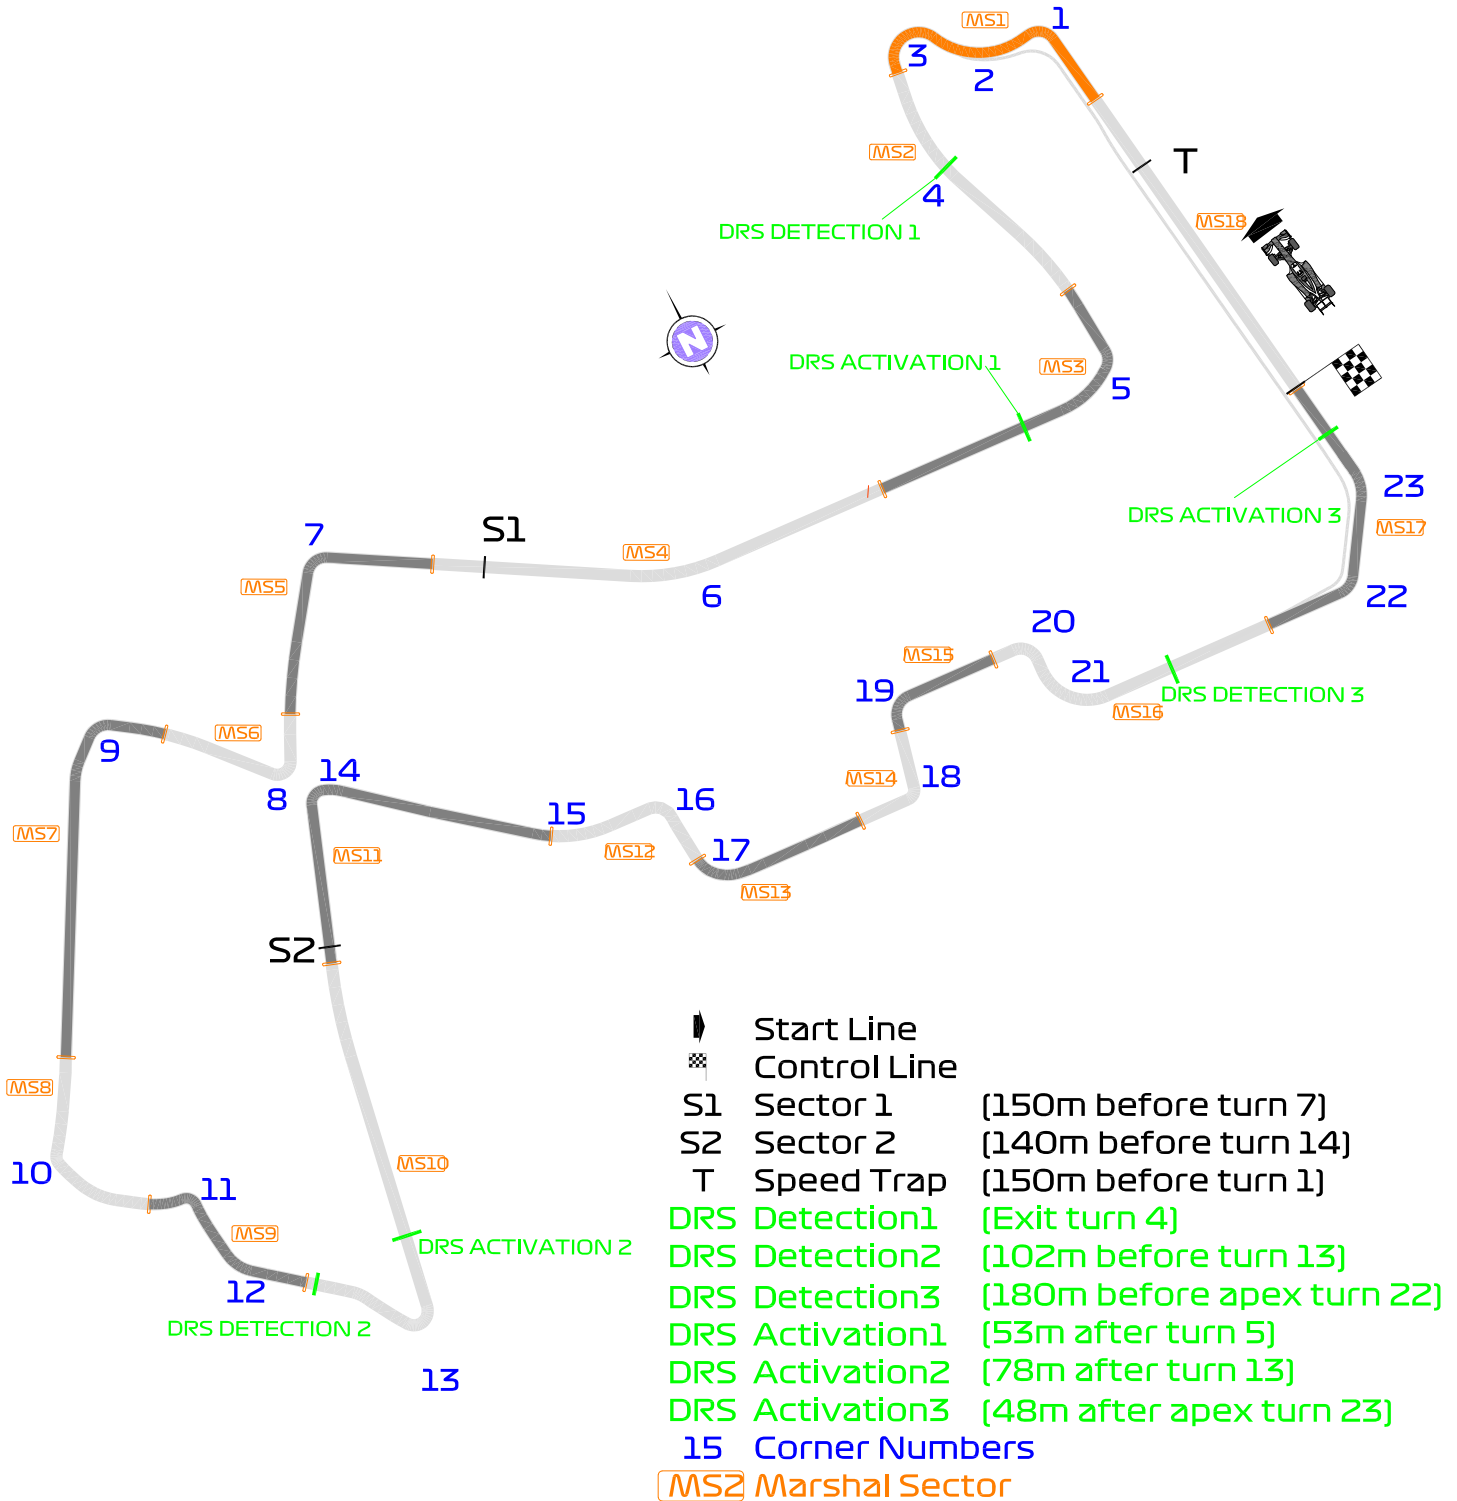 MS1
1
3
2
MS2
T
4
MS18
DRS DETECTION 1
N
DRS ACTIVATION 1
MS3
5
23
DRS ACTIVATION 3
MS17
7
S1
MS4
MS5
6
22
20
MS15
21
19
DRS DETECTION 3
MS16
MS6
9
14
8
MS14
18
16
15
MS7
17
MS12
MS11
MS13
S2
MS8
10
11
MS10
MS9
DRS ACTIVATION 2
12
DRS DETECTION 2
13
Start Line
Control Line
S1 Sector 1 (150m before turn 7)
S2 Sector 2 (140m before turn 14)
T Speed Trap (150m before turn 1)
DRS Detection1 (Exit turn 4)
DRS Detection2 (102m before turn 13)
DRS Detection3 (180m before apex turn 22)
DRS Activation1 (53m after turn 5)
DRS Activation2 (78m after turn 13)
DRS Activation3 (48m after apex turn 23)
15 Corner Numbers
MS2 Marshal Sector